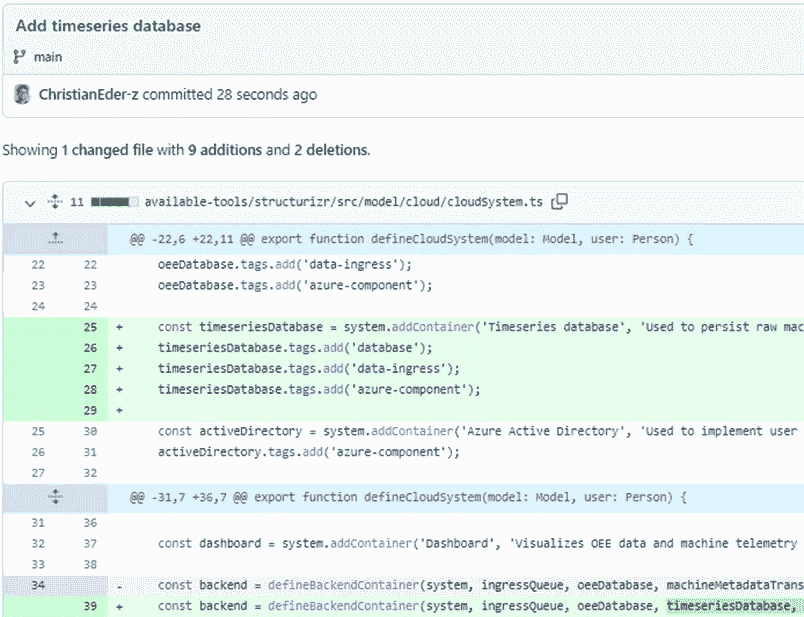 Add timeseries database
main
ChristianEder-z committed 28 seconds ago
Showing 1 changed file with 9 additions and 2 deletions.
11 available-tools/structurizr/src/model/cloud/cloudSystem.ts
@@ -22,6 +22,11 @@ export function defineCloudSystem(model: Model, user: Person) {
22 22 oeeDatabase.tags.add('data-ingress');
23 23 oeeDatabase.tags.add('azure-component');
24 24
25 + const timeseriesDatabase = system.addContainer('Timeseries database', 'Used to persist raw mac
26 + timeseriesDatabase.tags.add('database');
27 + timeseriesDatabase.tags.add('data-ingress');
28 + timeseriesDatabase.tags.add('azure-component');
29 +
25 30 const activeDirectory = system.addContainer('Azure Active Directory', 'Used to implement user
26 31 activeDirectory.tags.add('azure-component');
27 32
@@ -31,7 +36,7 @@ export function defineCloudSystem(model: Model, user: Person) {
31 36
32 37 const dashboard = system.addContainer('Dashboard', 'Visualizes OEE data and machine telemetry
33 38
34 - const backend = defineBackendContainer(system, ingressQueue, oeeDatabase, machineMetadataTrans
39 + const backend = defineBackendContainer(system, ingressQueue, oeeDatabase, timeseriesDatabase,